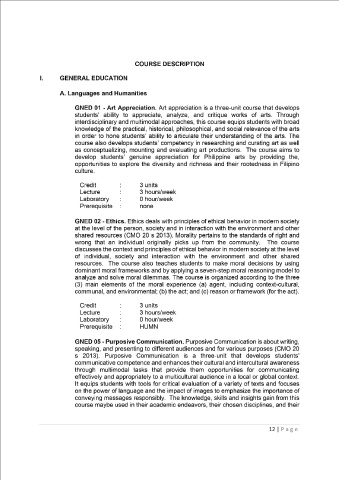 COURSE DESCRIPTION
I. GENERAL EDUCATION
A. Languages and Humanities
GNED 01 - Art Appreciation. Art appreciation is a three-unit course that develops
students' ability to appreciate, analyze, and critique works of arts. Through
interdisciplinary and multimodal approaches, this course equips students with broad
knowledge of the practical, historical, philosophical, and social relevance of the arts
in order to hone students' ability to articulate their understanding of the arts. The
course also develops students' competency in researching and curating art as well
as conceptualizing, mounting and evaluating art productions. The course aims to
develop students' genuine appreciation for Philippine arts by providing the,
opportunities to explore the diversity and richness and their rootedness in Filipino
culture.
Credit : 3 units
Lecture : 3 hours/week
Laboratory : 0 hour/week
Prerequisite : none
GNED 02 - Ethics. Ethics deals with principles of ethical behavior in modern society
at the level of the person, society and in interaction with the environment and other
shared resources (CMO 20 s 2013). Morality pertains to the standards of right and
wrong that an individual originally picks up from the community. The course
discusses the context and principles of ethical behavior in modern society at the level
of individual, society and interaction with the environment and other shared
resources. The course also teaches students to make moral decisions by using
dominant moral frameworks and by applying a seven-step moral reasoning model to
analyze and solve moral dilemmas. The course is organized according to the three
(3) main elements of the moral experience (a) agent, including context-cultural,
communal, and environmental; (b) the act; and (c) reason or framework (for the act).
Credit : 3 units
Lecture : 3 hours/week
Laboratory : 0 hour/week
Prerequisite : HUMN
GNED 05 - Purposive Communication. Purposive Communication is about writing,
speaking, and presenting to different audiences and for various purposes (CMO 20
s 2013). Purposive Communication is a three-unit that develops students'
communicative competence and enhances their cultural and intercultural awareness
through multimodal tasks that provide them opportunities for communicating
effectively and appropriately to a multicultural audience in a local or global context.
It equips students with tools for critical evaluation of a variety of texts and focuses
on the power of language and the impact of images to emphasize the importance of
conveying messages responsibly. The knowledge, skills and insights gain from this
course maybe used in their academic endeavors, their chosen disciplines, and their
12 | P a g e